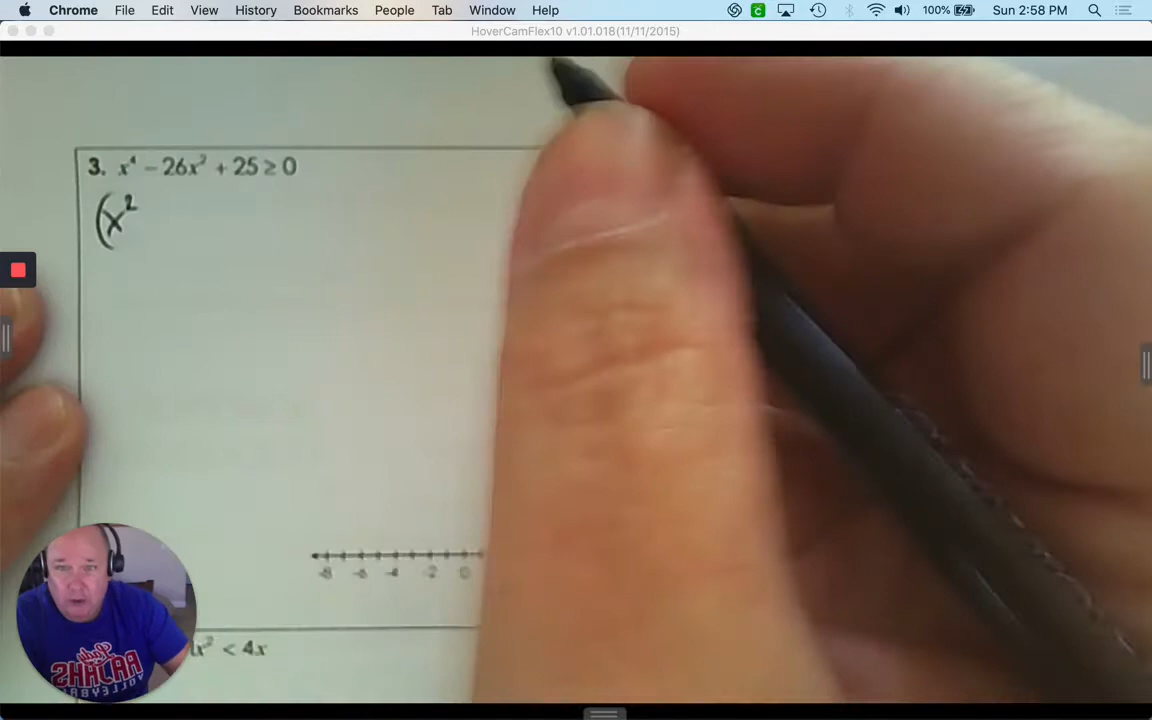 Chrome File Edit View History Bookmarks People Tab Window Help 100% Sun 2:58 PM
HoverCamFlex10 v1.01.018(11/11/2015)
3. x⁴ − 26x² + 25 ≥ 0
(x²
-8 -6 -4 -2 0
x² < 4x
VOLLEYBALL